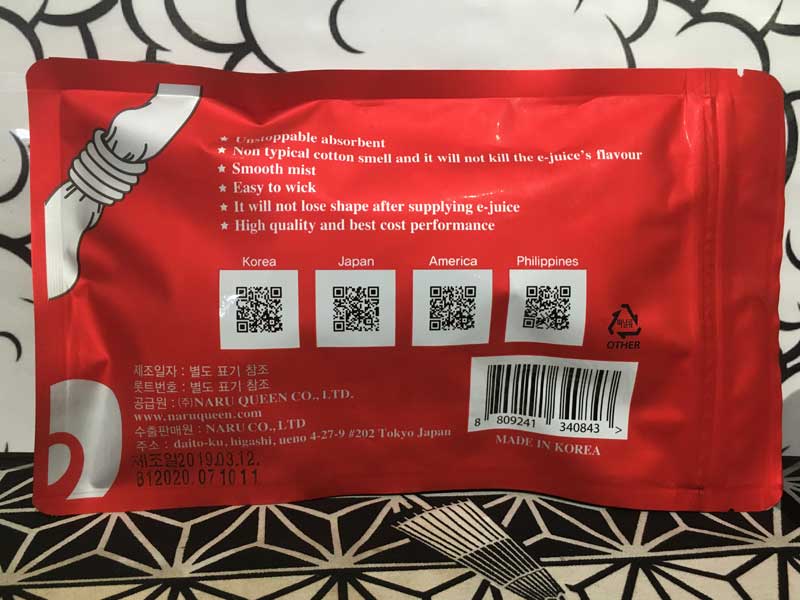 ★ Unstoppable absorbent
★ Non typical cotton smell and it will not kill the e-juice's flavour
★ Smooth mist
★ Easy to wick
★ It will not lose shape after supplying e-juice
★ High quality and best cost performance
Korea Japan America Philippines
OTHER
제조일자 : 별도 표기 참조
롯트번호 : 별도 표기 참조
공급원 : (주)NARU QUEEN CO., LTD.
www.naruqueen.com
수출판매원 : NARU CO.,LTD
주소 : daito-ku, higashi, ueno 4-27-9 #202 Tokyo Japan
제조일2019.03.12.
812020.071011
8 809241 340843 >
MADE IN KOREA